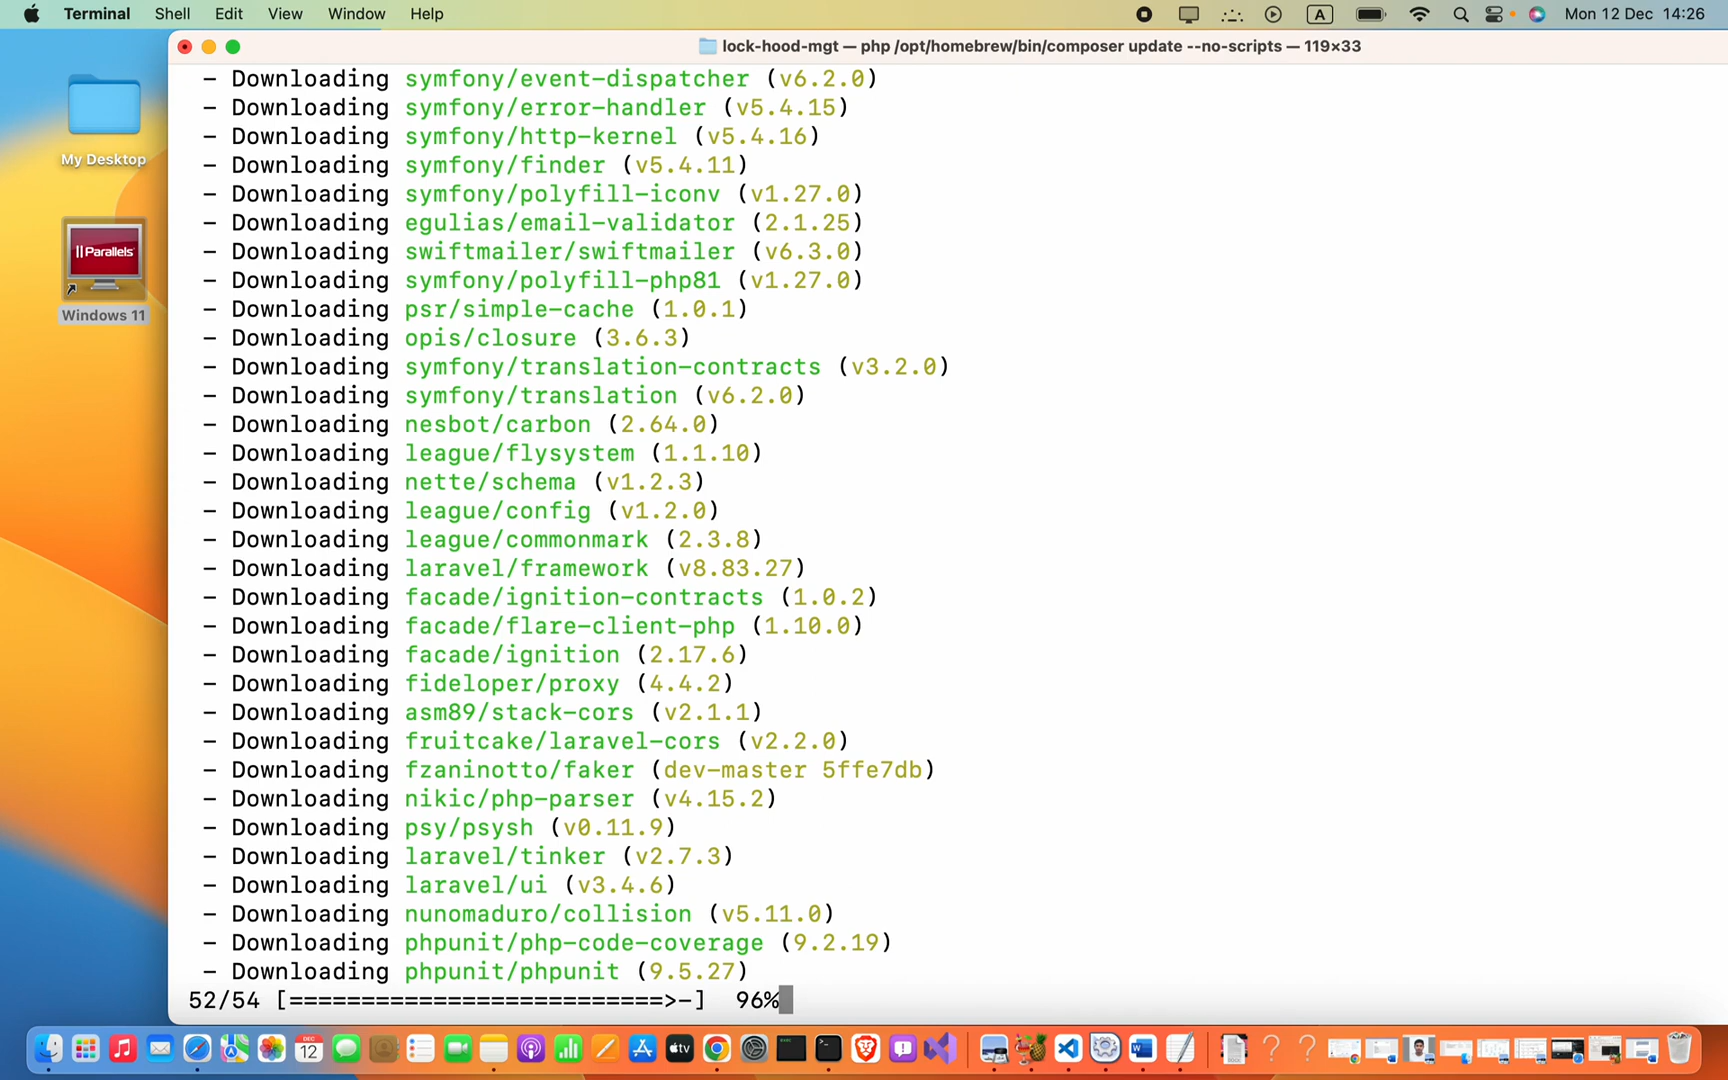 Terminal Shell Edit View Window Help A Mon 12 Dec 14:26
lock-hood-mgt — php /opt/homebrew/bin/composer update --no-scripts — 119×33
My Desktop
Parallels
Windows 11
- Downloading symfony/event-dispatcher (v6.2.0)
- Downloading symfony/error-handler (v5.4.15)
- Downloading symfony/http-kernel (v5.4.16)
- Downloading symfony/finder (v5.4.11)
- Downloading symfony/polyfill-iconv (v1.27.0)
- Downloading egulias/email-validator (2.1.25)
- Downloading swiftmailer/swiftmailer (v6.3.0)
- Downloading symfony/polyfill-php81 (v1.27.0)
- Downloading psr/simple-cache (1.0.1)
- Downloading opis/closure (3.6.3)
- Downloading symfony/translation-contracts (v3.2.0)
- Downloading symfony/translation (v6.2.0)
- Downloading nesbot/carbon (2.64.0)
- Downloading league/flysystem (1.1.10)
- Downloading nette/schema (v1.2.3)
- Downloading league/config (v1.2.0)
- Downloading league/commonmark (2.3.8)
- Downloading laravel/framework (v8.83.27)
- Downloading facade/ignition-contracts (1.0.2)
- Downloading facade/flare-client-php (1.10.0)
- Downloading facade/ignition (2.17.6)
- Downloading fideloper/proxy (4.4.2)
- Downloading asm89/stack-cors (v2.1.1)
- Downloading fruitcake/laravel-cors (v2.2.0)
- Downloading fzaninotto/faker (dev-master 5ffe7db)
- Downloading nikic/php-parser (v4.15.2)
- Downloading psy/psysh (v0.11.9)
- Downloading laravel/tinker (v2.7.3)
- Downloading laravel/ui (v3.4.6)
- Downloading nunomaduro/collision (v5.11.0)
- Downloading phpunit/php-code-coverage (9.2.19)
- Downloading phpunit/phpunit (9.5.27)
52/54 [==========================>-] 96%
DEC
12
tv
W